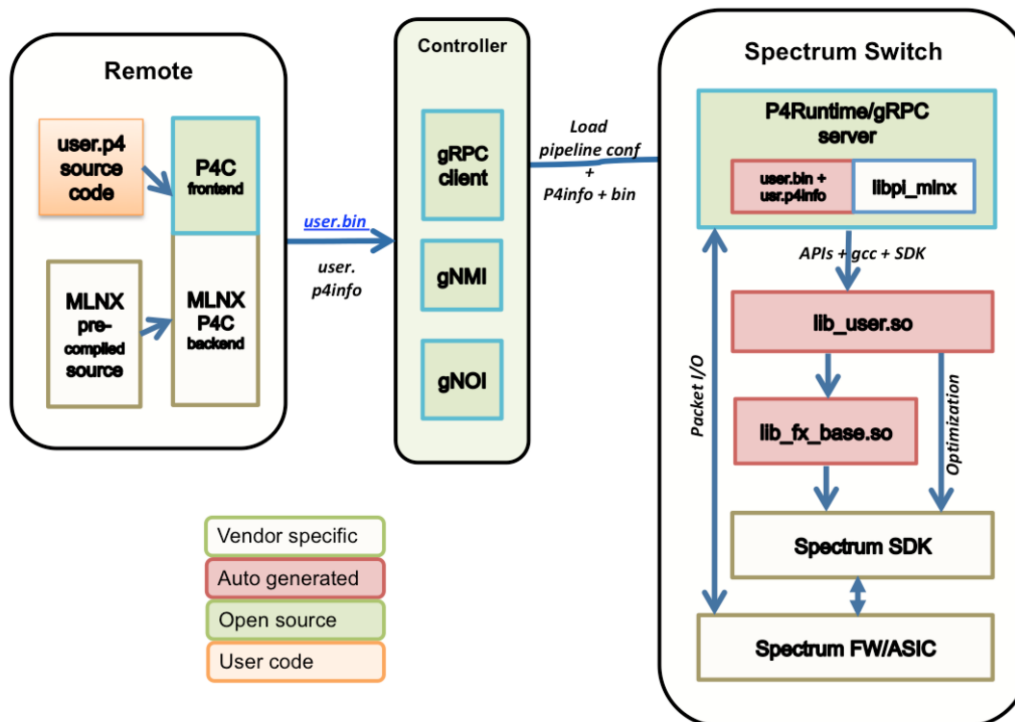 Remote
user.p4
source
code
P4C
frontend
MLNX
pre-
compiled
source
MLNX
P4C
backend
user.bin
user.
p4info
Controller
gRPC
client
gNMI
gNOI
Load
pipeline conf
+
P4info + bin
Spectrum Switch
P4Runtime/gRPC
server
user.bin +
usr.p4info
libpi_mlnx
APIs + gcc + SDK
lib_user.so
Packet I/O
lib_fx_base.so
Optimization
Spectrum SDK
Spectrum FW/ASIC
Vendor specific
Auto generated
Open source
User code